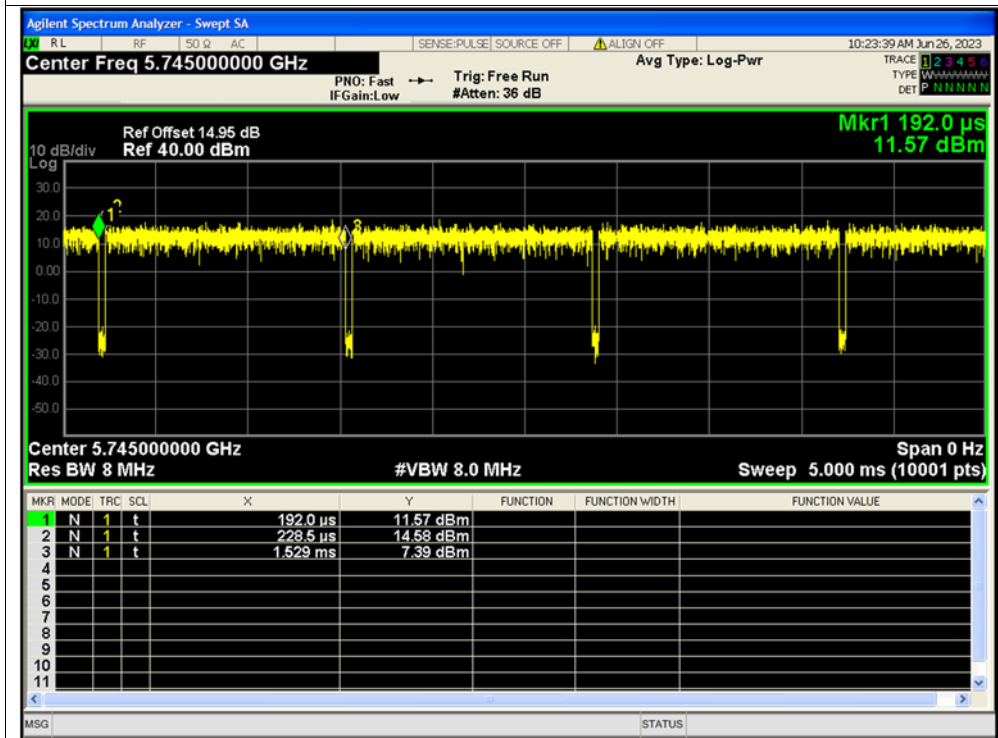 Agilent Spectrum Analyzer - Swept SA
LXI RL RF 50 Ω AC SENSE:PULSE SOURCE OFF ALIGN OFF 10:23:39 AM Jun 26, 2023
Center Freq 5.745000000 GHz
PNO: Fast
IFGain:Low
Trig: Free Run
#Atten: 36 dB
Avg Type: Log-Pwr
TRACE 1 2 3 4 5 6
TYPE W
DET P N N N N N
Mkr1 192.0 µs
11.57 dBm
Ref Offset 14.95 dB
10 dB/div Ref 40.00 dBm
Log
30.0
20.0
10.0
0.00
-10.0
-20.0
-30.0
-40.0
-50.0
1
2
3
Center 5.745000000 GHz Span 0 Hz
Res BW 8 MHz #VBW 8.0 MHz Sweep 5.000 ms (10001 pts)
MKR MODE TRC SCL X Y FUNCTION FUNCTION WIDTH FUNCTION VALUE
1 N 1 t 192.0 µs 11.57 dBm
2 N 1 t 228.5 µs 14.58 dBm
3 N 1 t 1.529 ms 7.39 dBm
4
5
6
7
8
9
10
11
MSG STATUS